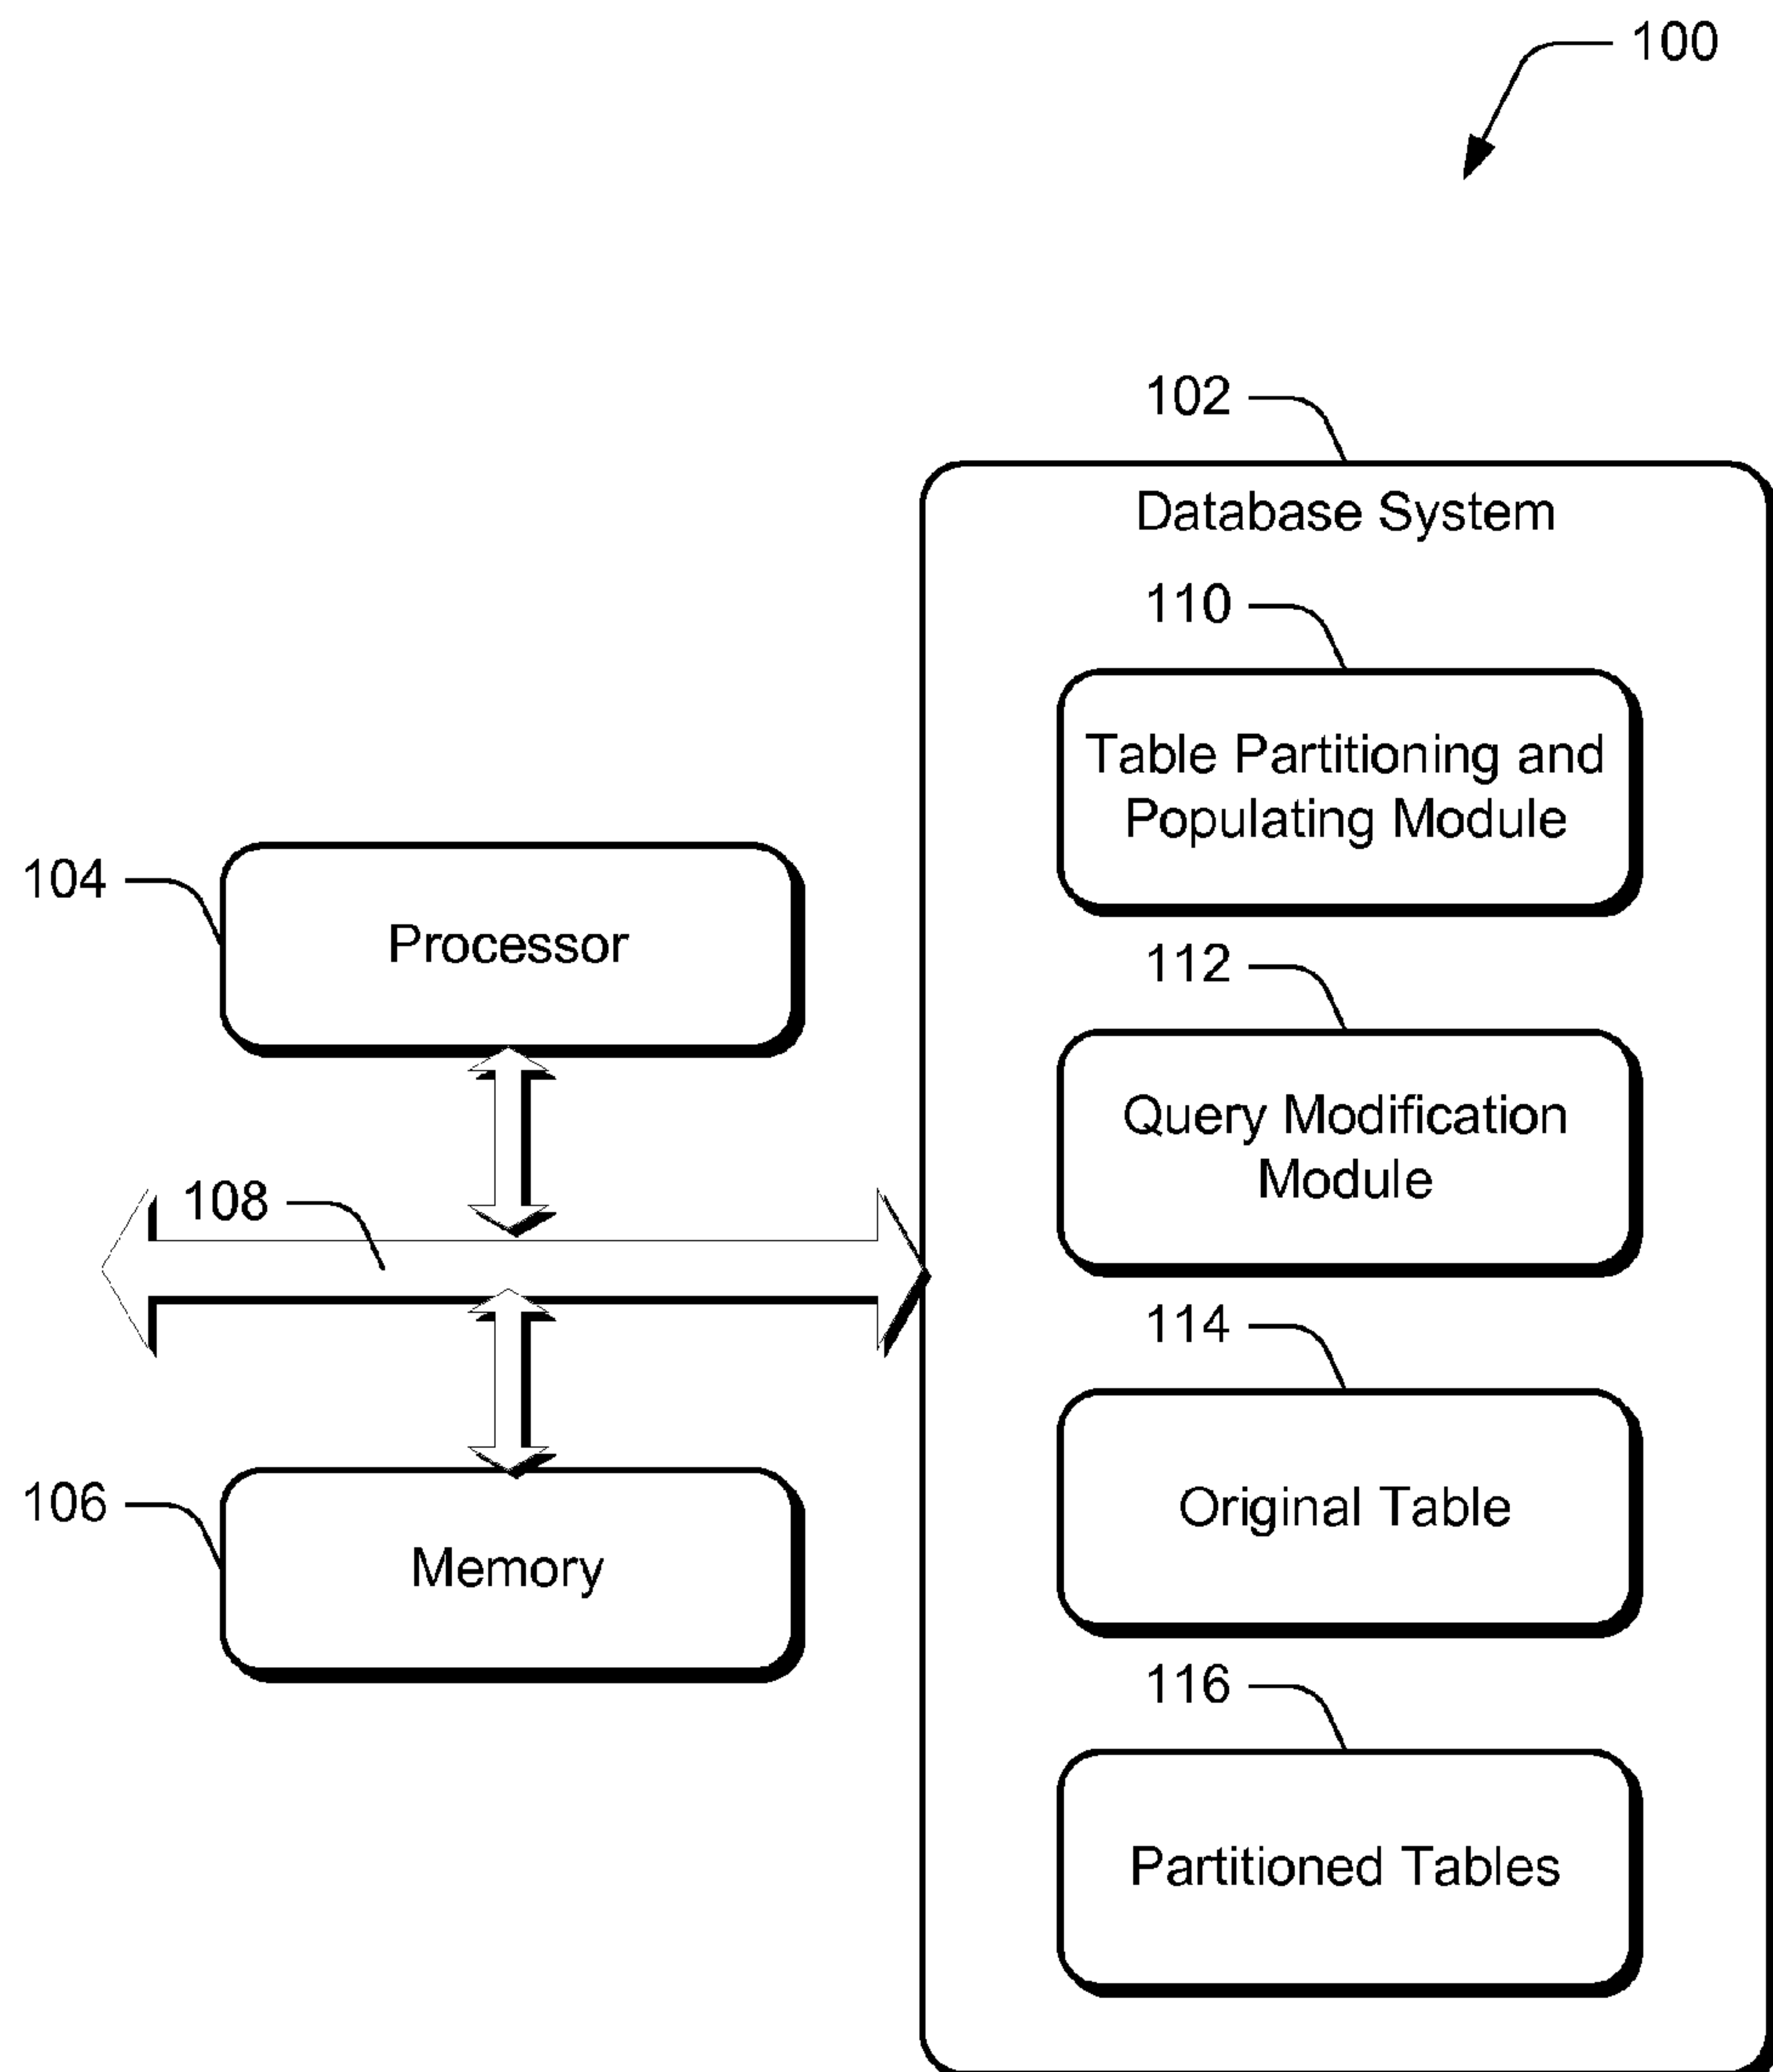 100
102
Database System
110
Table Partitioning and
Populating Module
104
Processor
112
Query Modification
Module
108
114
Original Table
106
Memory
116
Partitioned Tables